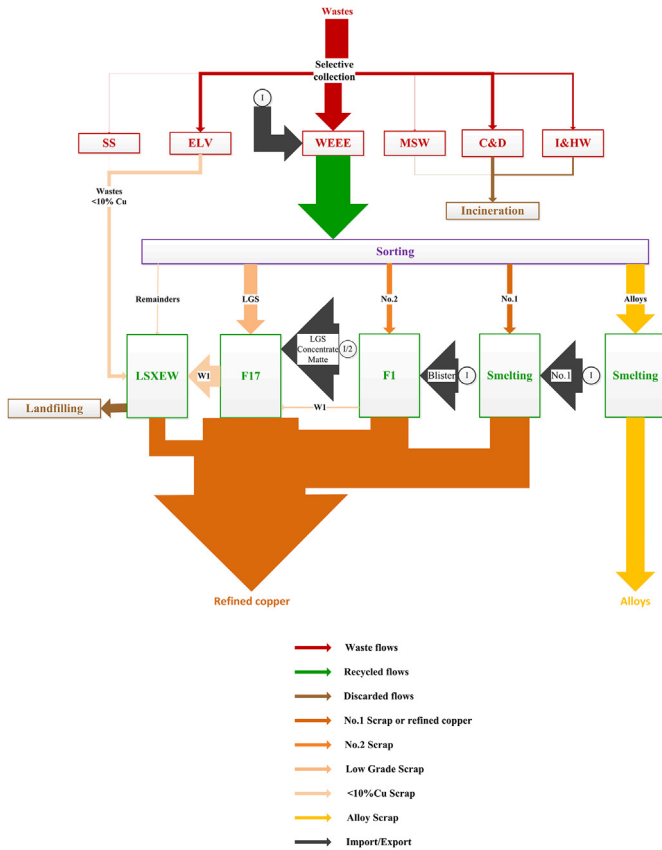 Wastes
Selective
collection
I
SS
ELV
WEEE
MSW
C&D
I&HW
Wastes
<10% Cu
Incineration
Sorting
Remainders
LGS
No.2
No.1
Alloys
LSXEW
W1
F17
LGS
Concentrate
Matte
I/2
F1
Blister
I
Smelting
No.1
I
Smelting
W1
Landfilling
Refined copper
Alloys
Waste flows
Recycled flows
Discarded flows
No.1 Scrap or refined copper
No.2 Scrap
Low Grade Scrap
<10%Cu Scrap
Alloy Scrap
Import/Export